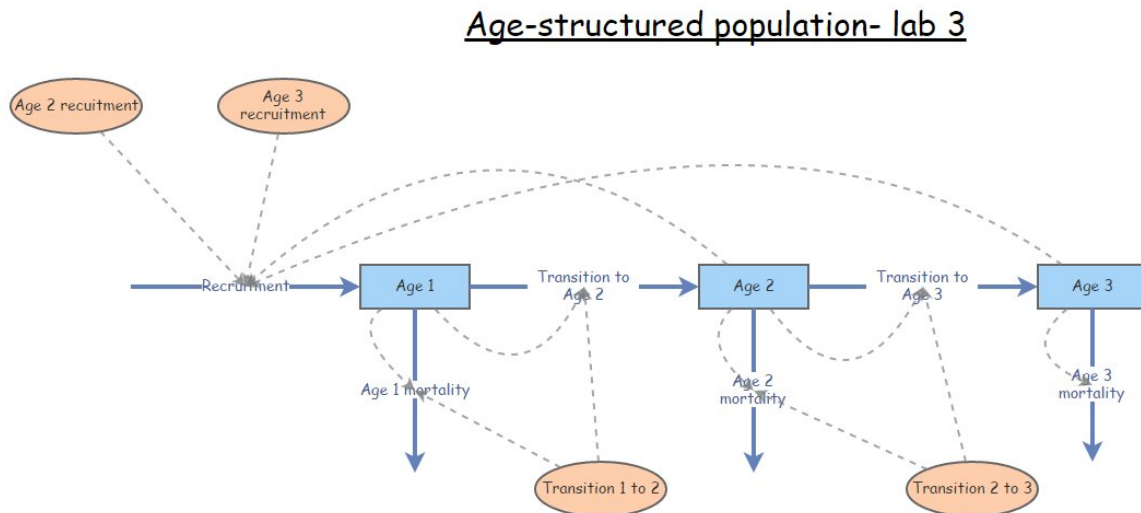 Age-structured population- lab 3
Age 2 recuitment
Age 3
recruitment
Recruitment
Age 1
Transition to
Age 2
Age 2
Transition to
Age 3
Age 3
Age 1 mortality
Age 2
mortality
Age 3
mortality
Transition 1 to 2
Transition 2 to 3